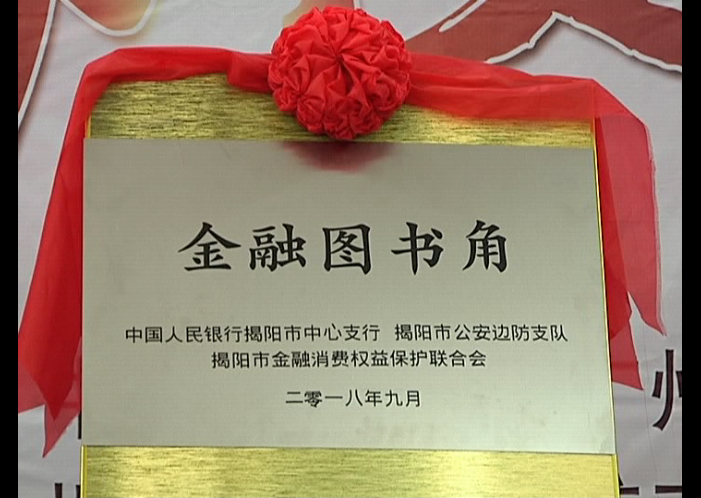 金融图书角
中国人民银行揭阳市中心支行 揭阳市公安边防支队
揭阳市金融消费权益保护联合会
二零一八年九月